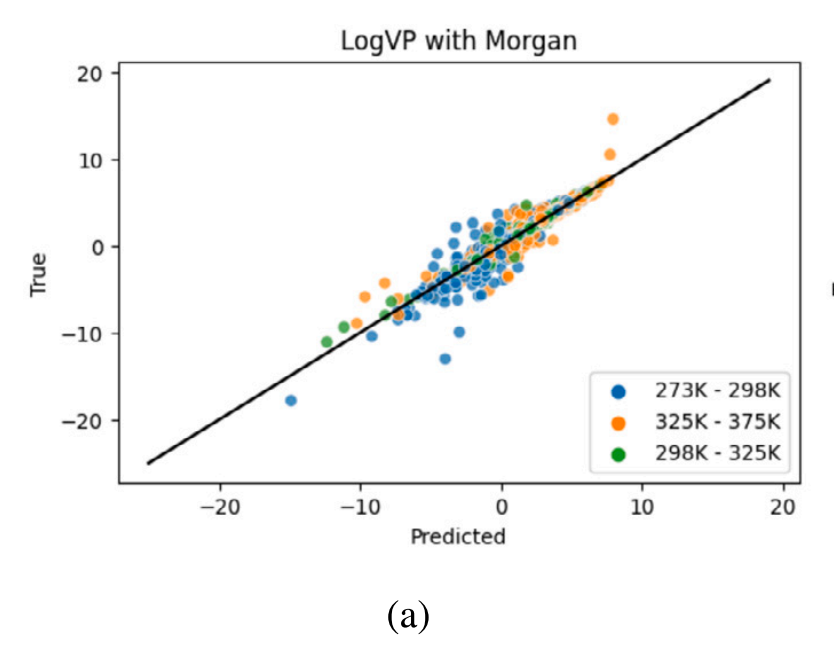 LogVP with Morgan
20
10
0
−10
−20
True
−20
−10
0
10
20
Predicted
273K - 298K
325K - 375K
298K - 325K
(a)